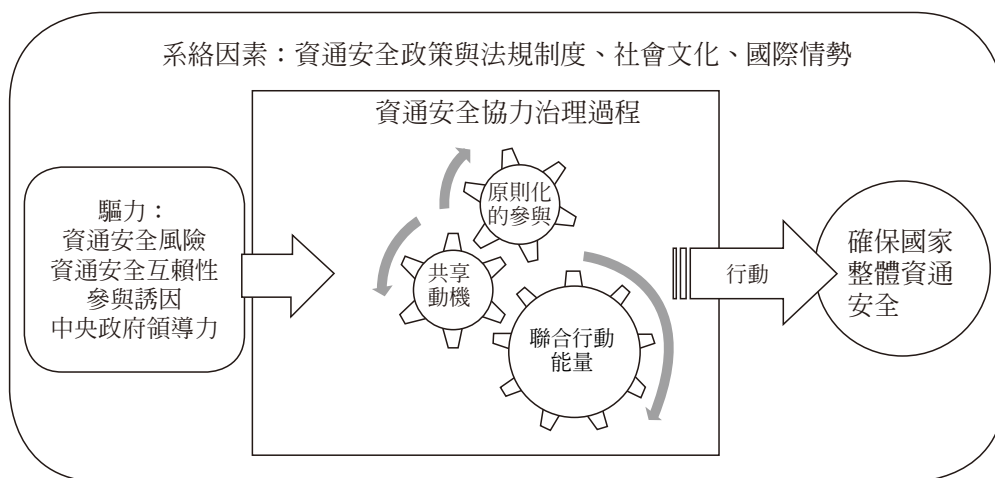 系絡因素：資通安全政策與法規制度、社會文化、國際情勢
資通安全協力治理過程
驅力：
資通安全風險
資通安全互賴性
參與誘因
中央政府領導力
原則化
的參與
共享
動機
聯合行動
能量
行動
確保國家
整體資通
安全